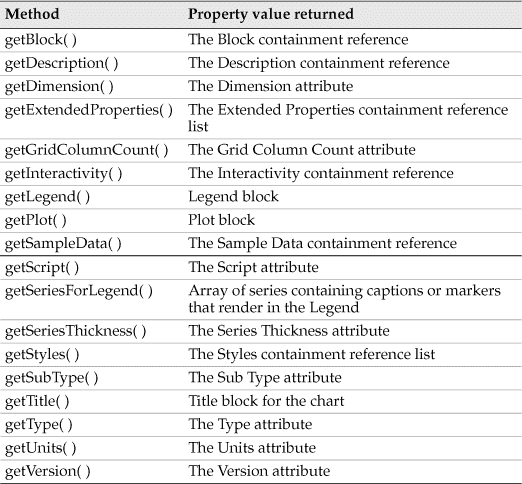 Method Property value returned
getBlock( ) The Block containment reference
getDescription( ) The Description containment reference
getDimension( ) The Dimension attribute
getExtendedProperties( ) The Extended Properties containment reference
list
getGridColumnCount( ) The Grid Column Count attribute
getInteractivity( ) The Interactivity containment reference
getLegend( ) Legend block
getPlot( ) Plot block
getSampleData( ) The Sample Data containment reference
getScript( ) The Script attribute
getSeriesForLegend( ) Array of series containing captions or markers
that render in the Legend
getSeriesThickness( ) The Series Thickness attribute
getStyles( ) The Styles containment reference list
getSubType( ) The Sub Type attribute
getTitle( ) Title block for the chart
getType( ) The Type attribute
getUnits( ) The Units attribute
getVersion( ) The Version attribute